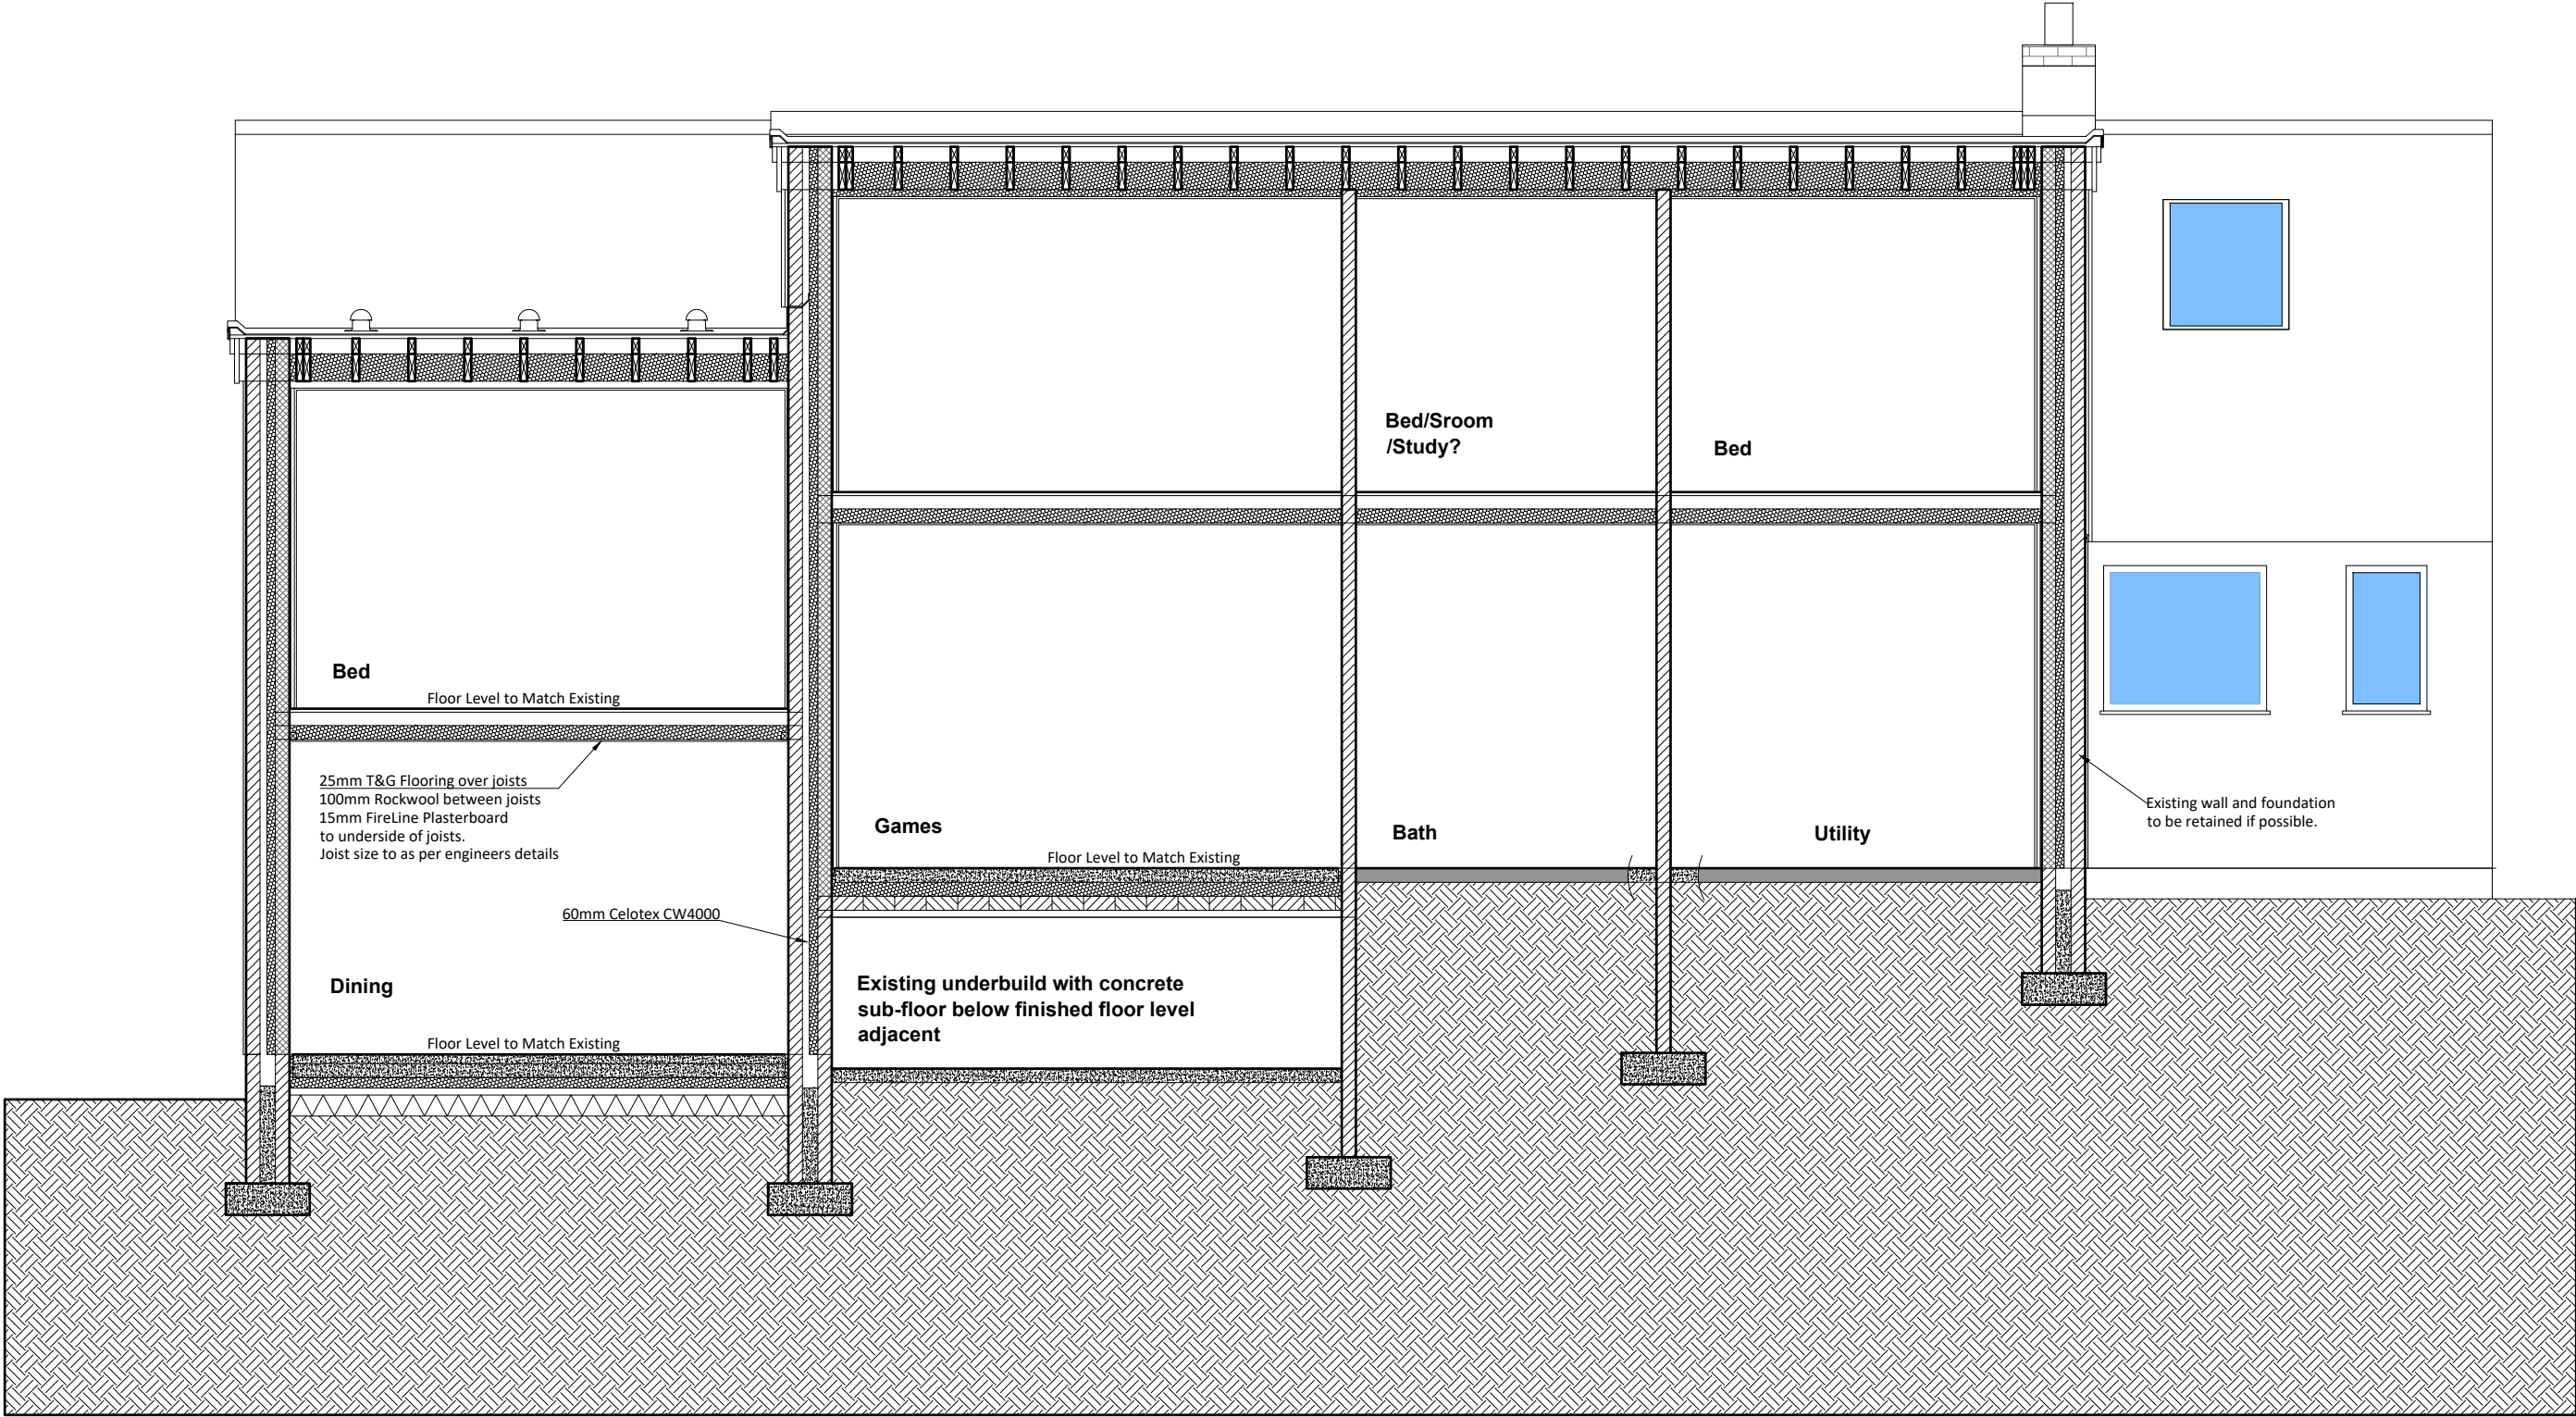 Bed/Sroom
/Study?
Bed
Bed
Floor Level to Match Existing
25mm T&G Flooring over joists
100mm Rockwool between joists
15mm FireLine Plasterboard
to underside of joists.
Joist size to as per engineers details
Games
Floor Level to Match Existing
Bath
Utility
Existing wall and foundation
to be retained if possible.
60mm Celotex CW4000
Dining
Floor Level to Match Existing
Existing underbuild with concrete
sub-floor below finished floor level
adjacent